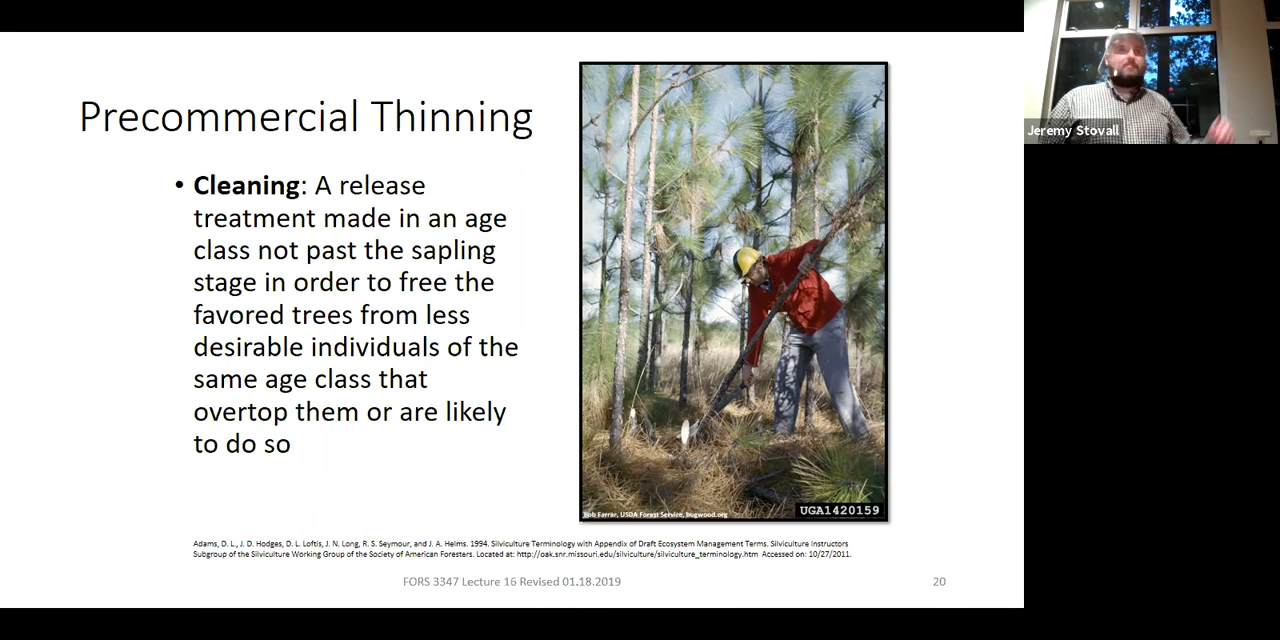 Precommercial Thinning
• Cleaning: A release
treatment made in an age
class not past the sapling
stage in order to free the
favored trees from less
desirable individuals of the
same age class that
overtop them or are likely
to do so
Bob Farrar, USDA Forest Service, bugwood.org
UGA1420159
Adams, D. L., J. D. Hodges, D. L. Loftis, J. N. Long, R. S. Seymour, and J. A. Helms. 1994. Silviculture Terminology with Appendix of Draft Ecosystem Management Terms. Silviculture Instructors
Subgroup of the Silviculture Working Group of the Society of American Foresters. Located at: http://oak.snr.missouri.edu/silviculture/silviculture_terminology.htm Accessed on: 10/27/2011.
FORS 3347 Lecture 16 Revised 01.18.2019
20
Jeremy Stovall